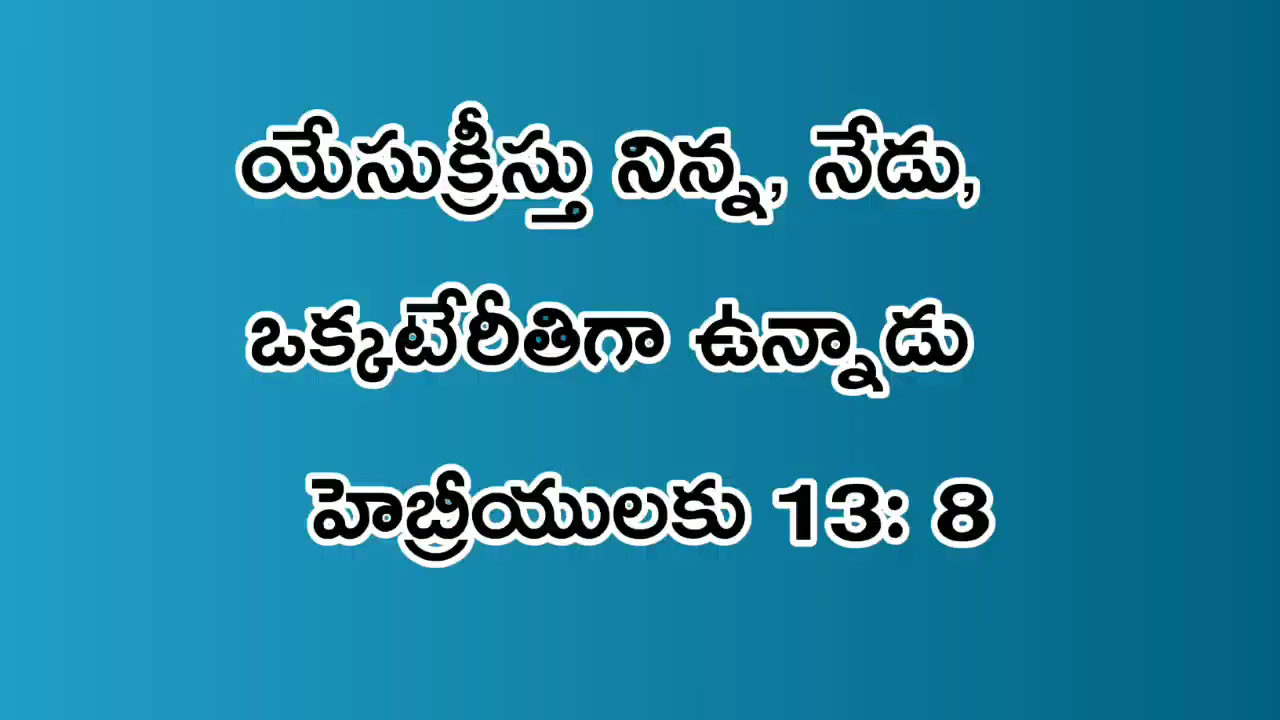 యేసుక్రీస్తు నిన్న, నేడు,
ఒక్కటేరీతిగా ఉన్నాడు
హెబ్రీయులకు 13: 8